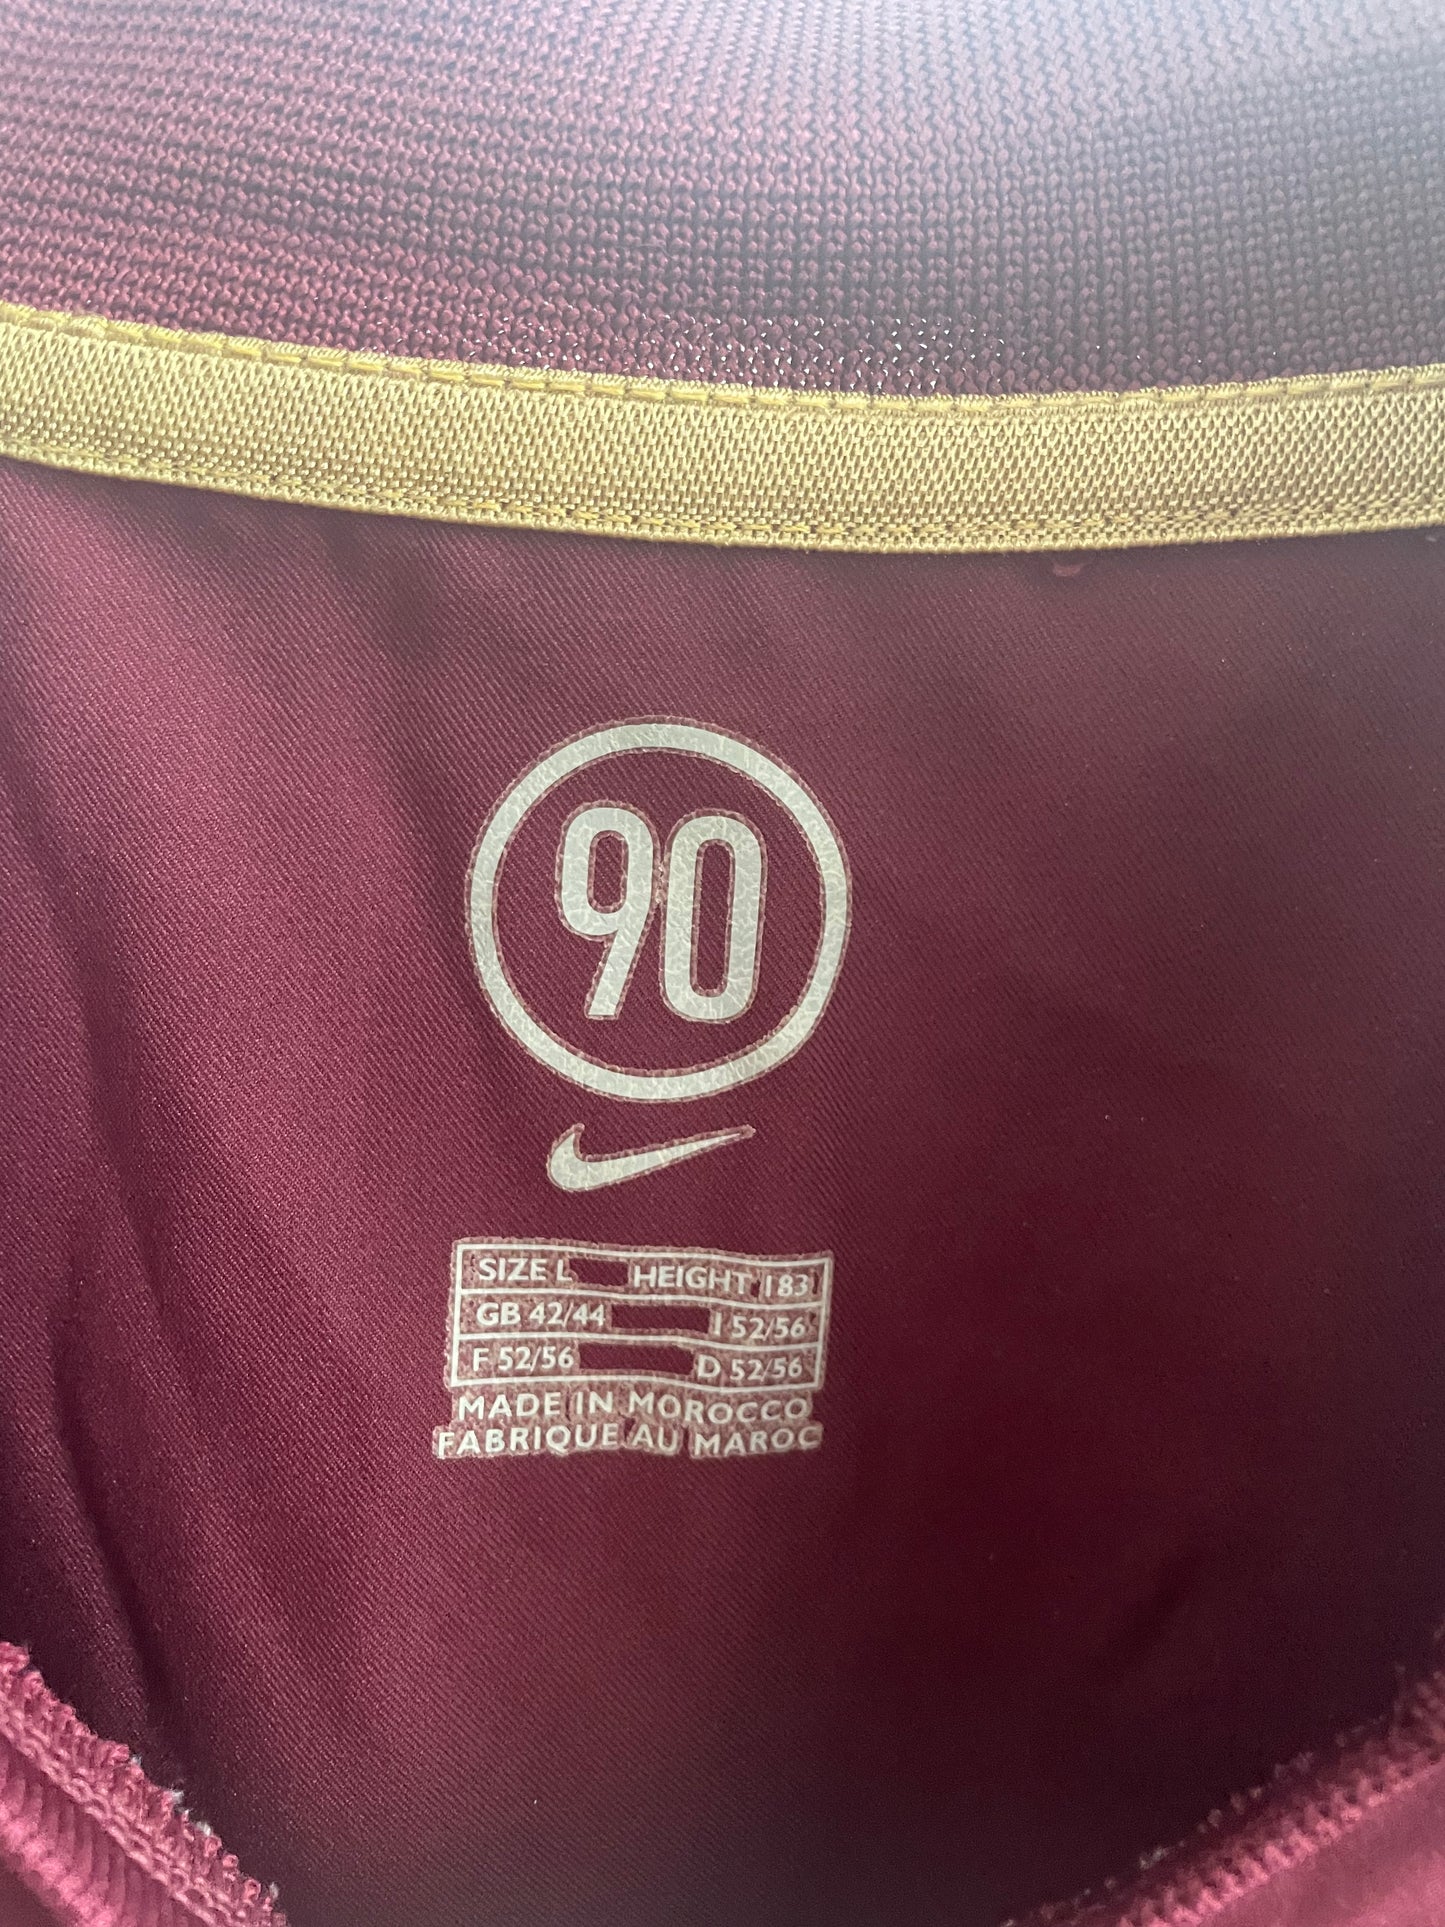 90
SIZE L HEIGHT 183
GB 42/44 I 52/56
F 52/56 D 52/56
MADE IN MOROCCO
FABRIQUE AU MAROC